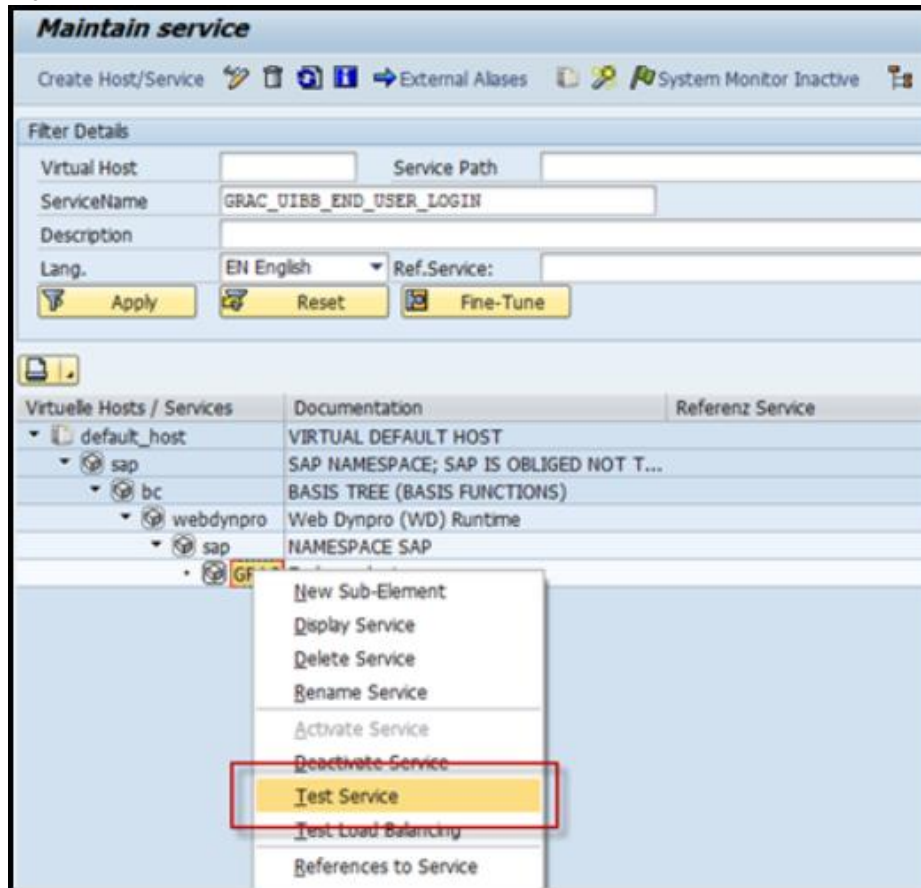 Maintain service
Create Host/Service External Aliases System Monitor Inactive
Filter Details
Virtual Host Service Path
ServiceName GRAC_UIBB_END_USER_LOGIN
Description
Lang. EN English Ref.Service:
Apply Reset Fine-Tune
Virtuelle Hosts / Services Documentation Referenz Service
default_host VIRTUAL DEFAULT HOST
sap SAP NAMESPACE; SAP IS OBLIGED NOT T...
bc BASIS TREE (BASIS FUNCTIONS)
webdynpro Web Dynpro (WD) Runtime
sap NAMESPACE SAP
New Sub-Element
Display Service
Delete Service
Rename Service
Activate Service
Deactivate Service
Test Service
Test Load Balancing
References to Service